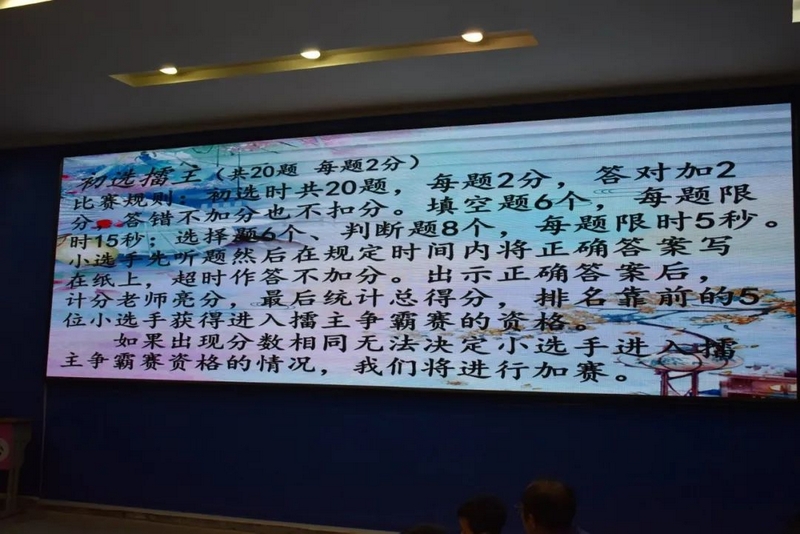 初选擂主（共20题 每题2分）
比赛规则：初选时共20题，每题2分，答对加2
分，答错不加分也不扣分。填空题6个，每题限
时15秒；选择题6个、判断题8个，每题限时5秒。
小选手先听题然后在规定时间内将正确答案写
在纸上，超时作答不加分。出示正确答案后，
计分老师亮分，最后统计总得分，排名靠前的5
位小选手获得进入擂主争霸赛的资格。
如果出现分数相同无法决定小选手进入擂
主争霸赛资格的情况，我们将进行加赛。